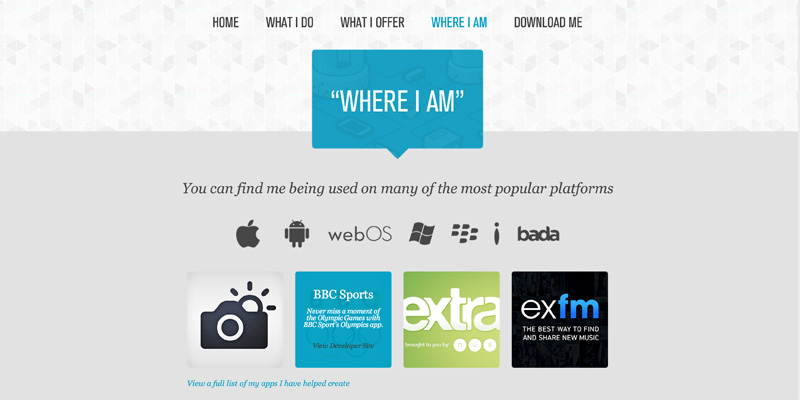 HOME WHAT I DO WHAT I OFFER WHERE I AM DOWNLOAD ME
“WHERE I AM”
You can find me being used on many of the most popular platforms
webOS bada
BBC Sports
Never miss a moment of
the Olympic Games with
BBC Sport's Olympics app.
View Developer Site
extra
brought to you by
exfm
THE BEST WAY TO FIND
AND SHARE NEW MUSIC
View a full list of my apps I have helped create